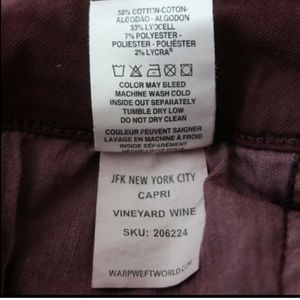 58% COTTON-COTON-
ALGODÃO - ALGODON
33% LYOCELL
7% POLYESTER -
POLIESTER - POLIÉSTER
2% LYCRA®
COLOR MAY BLEED
MACHINE WASH COLD
INSIDE OUT SEPARATELY
TUMBLE DRY LOW
DO NOT DRY CLEAN
COULEUR PEUVENT SAIGNER
LAVAGE EN MACHINE À FROID
INSIDE SÉPARÉMENT
JFK NEW YORK CITY
CAPRI
VINEYARD WINE
SKU: 206224
WARPWEFTWORLD.COM